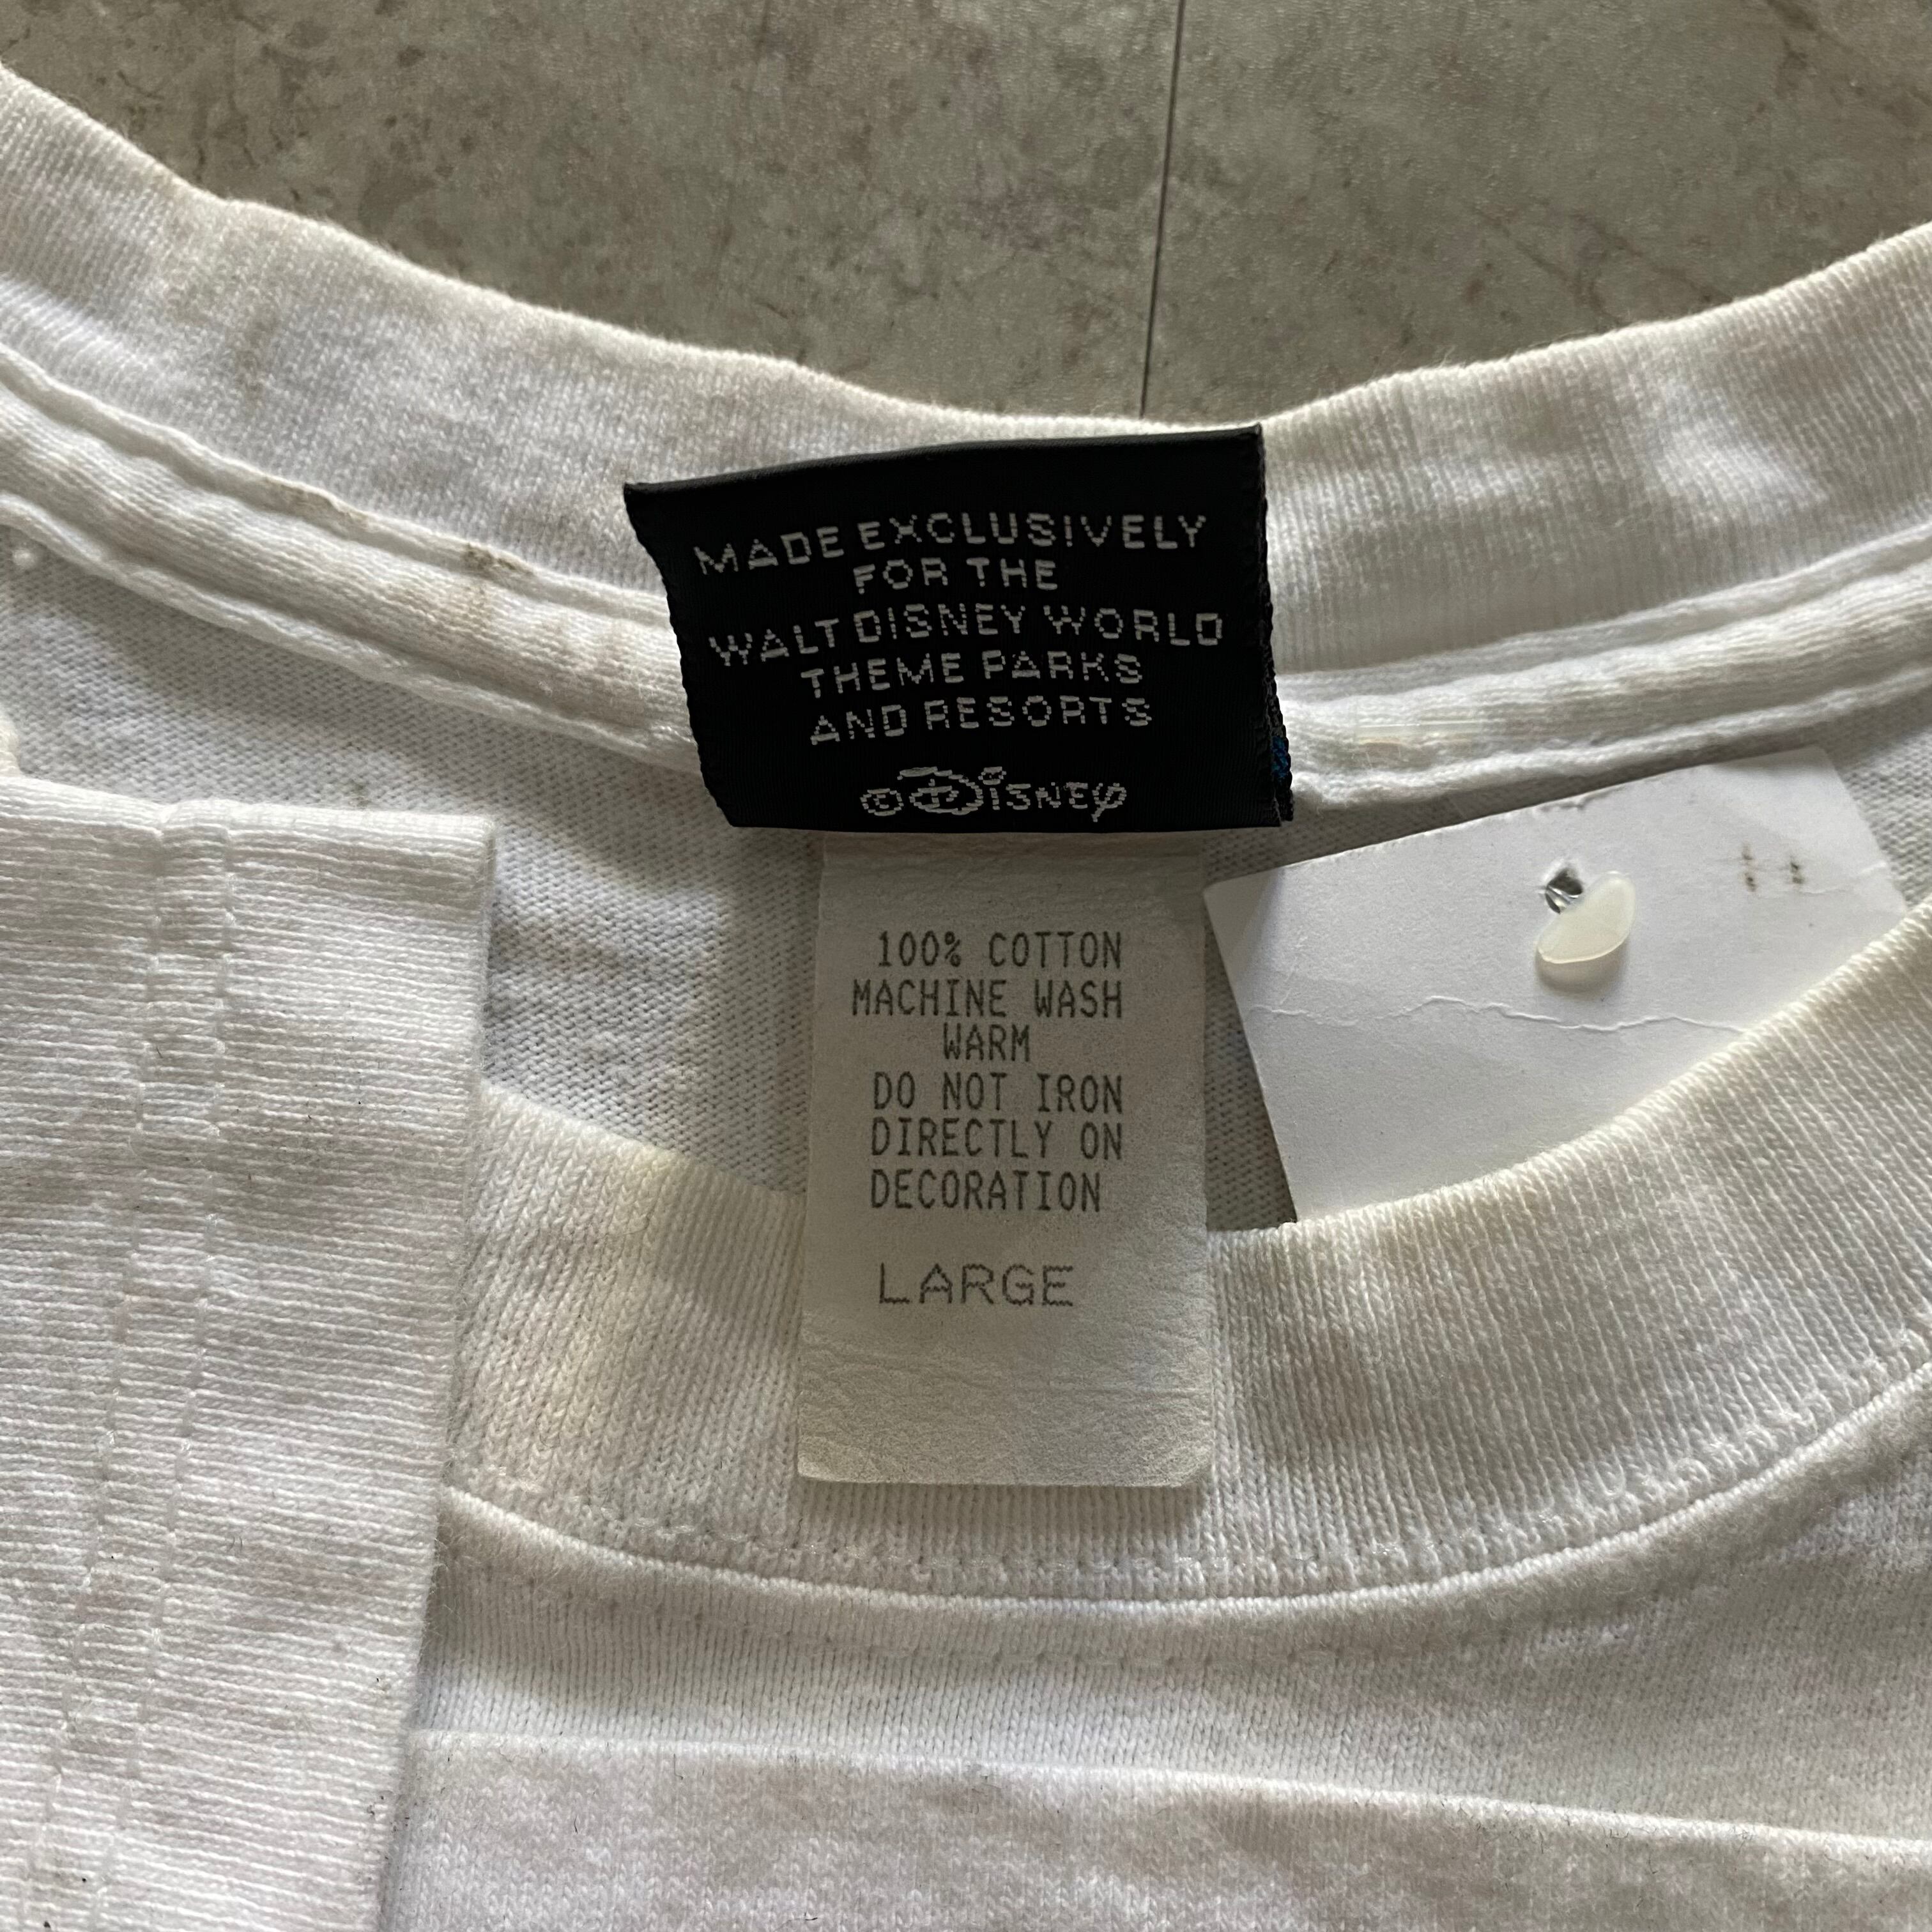 MADE EXCLUSIVELY
FOR THE
WALT DISNEY WORLD
THEME PARKS
AND RESORTS
© Disney
100% COTTON
MACHINE WASH
WARM
DO NOT IRON
DIRECTLY ON
DECORATION
LARGE